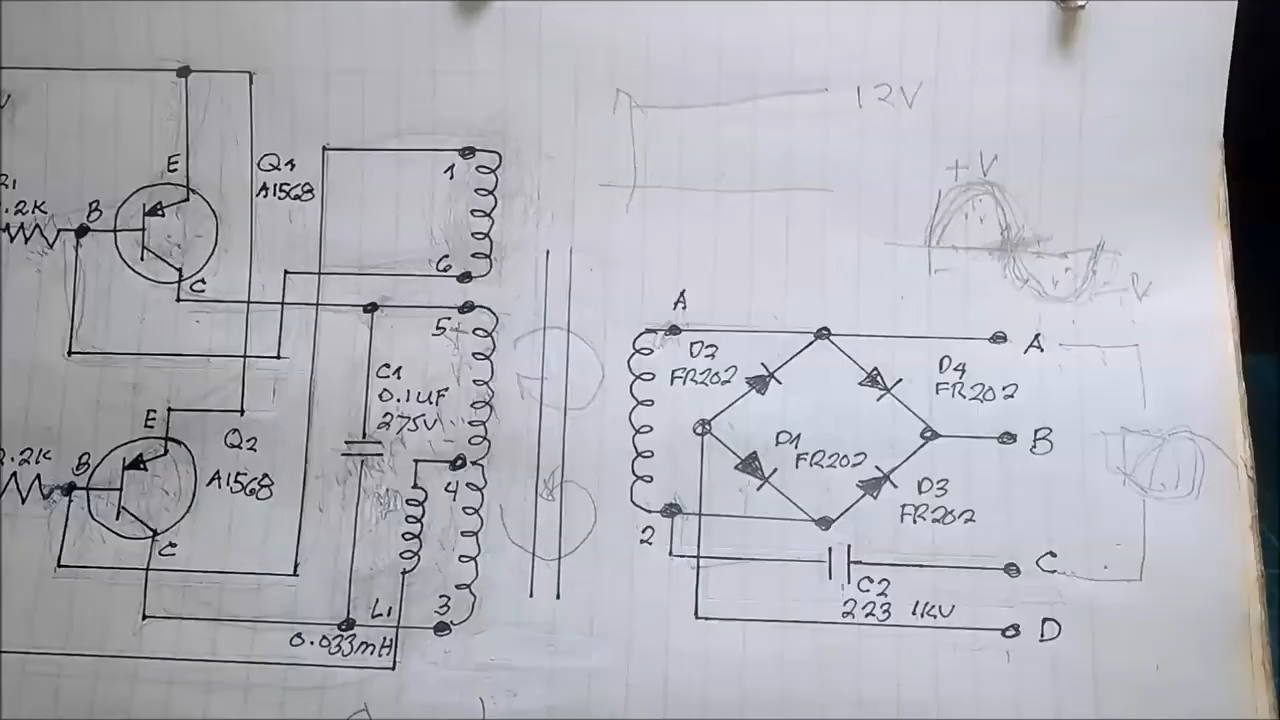 12V
+V
-V
E
Q1
A1568
B
.2K
C
1
6
5
C1
0.1UF
275V
E
Q2
A1568
B
2.2K
C
4
L1
0.033mH
3
A
D2
FR202
D4
FR202
D1
FR202
D3
FR202
2
C2
223 1KV
A
B
C
D